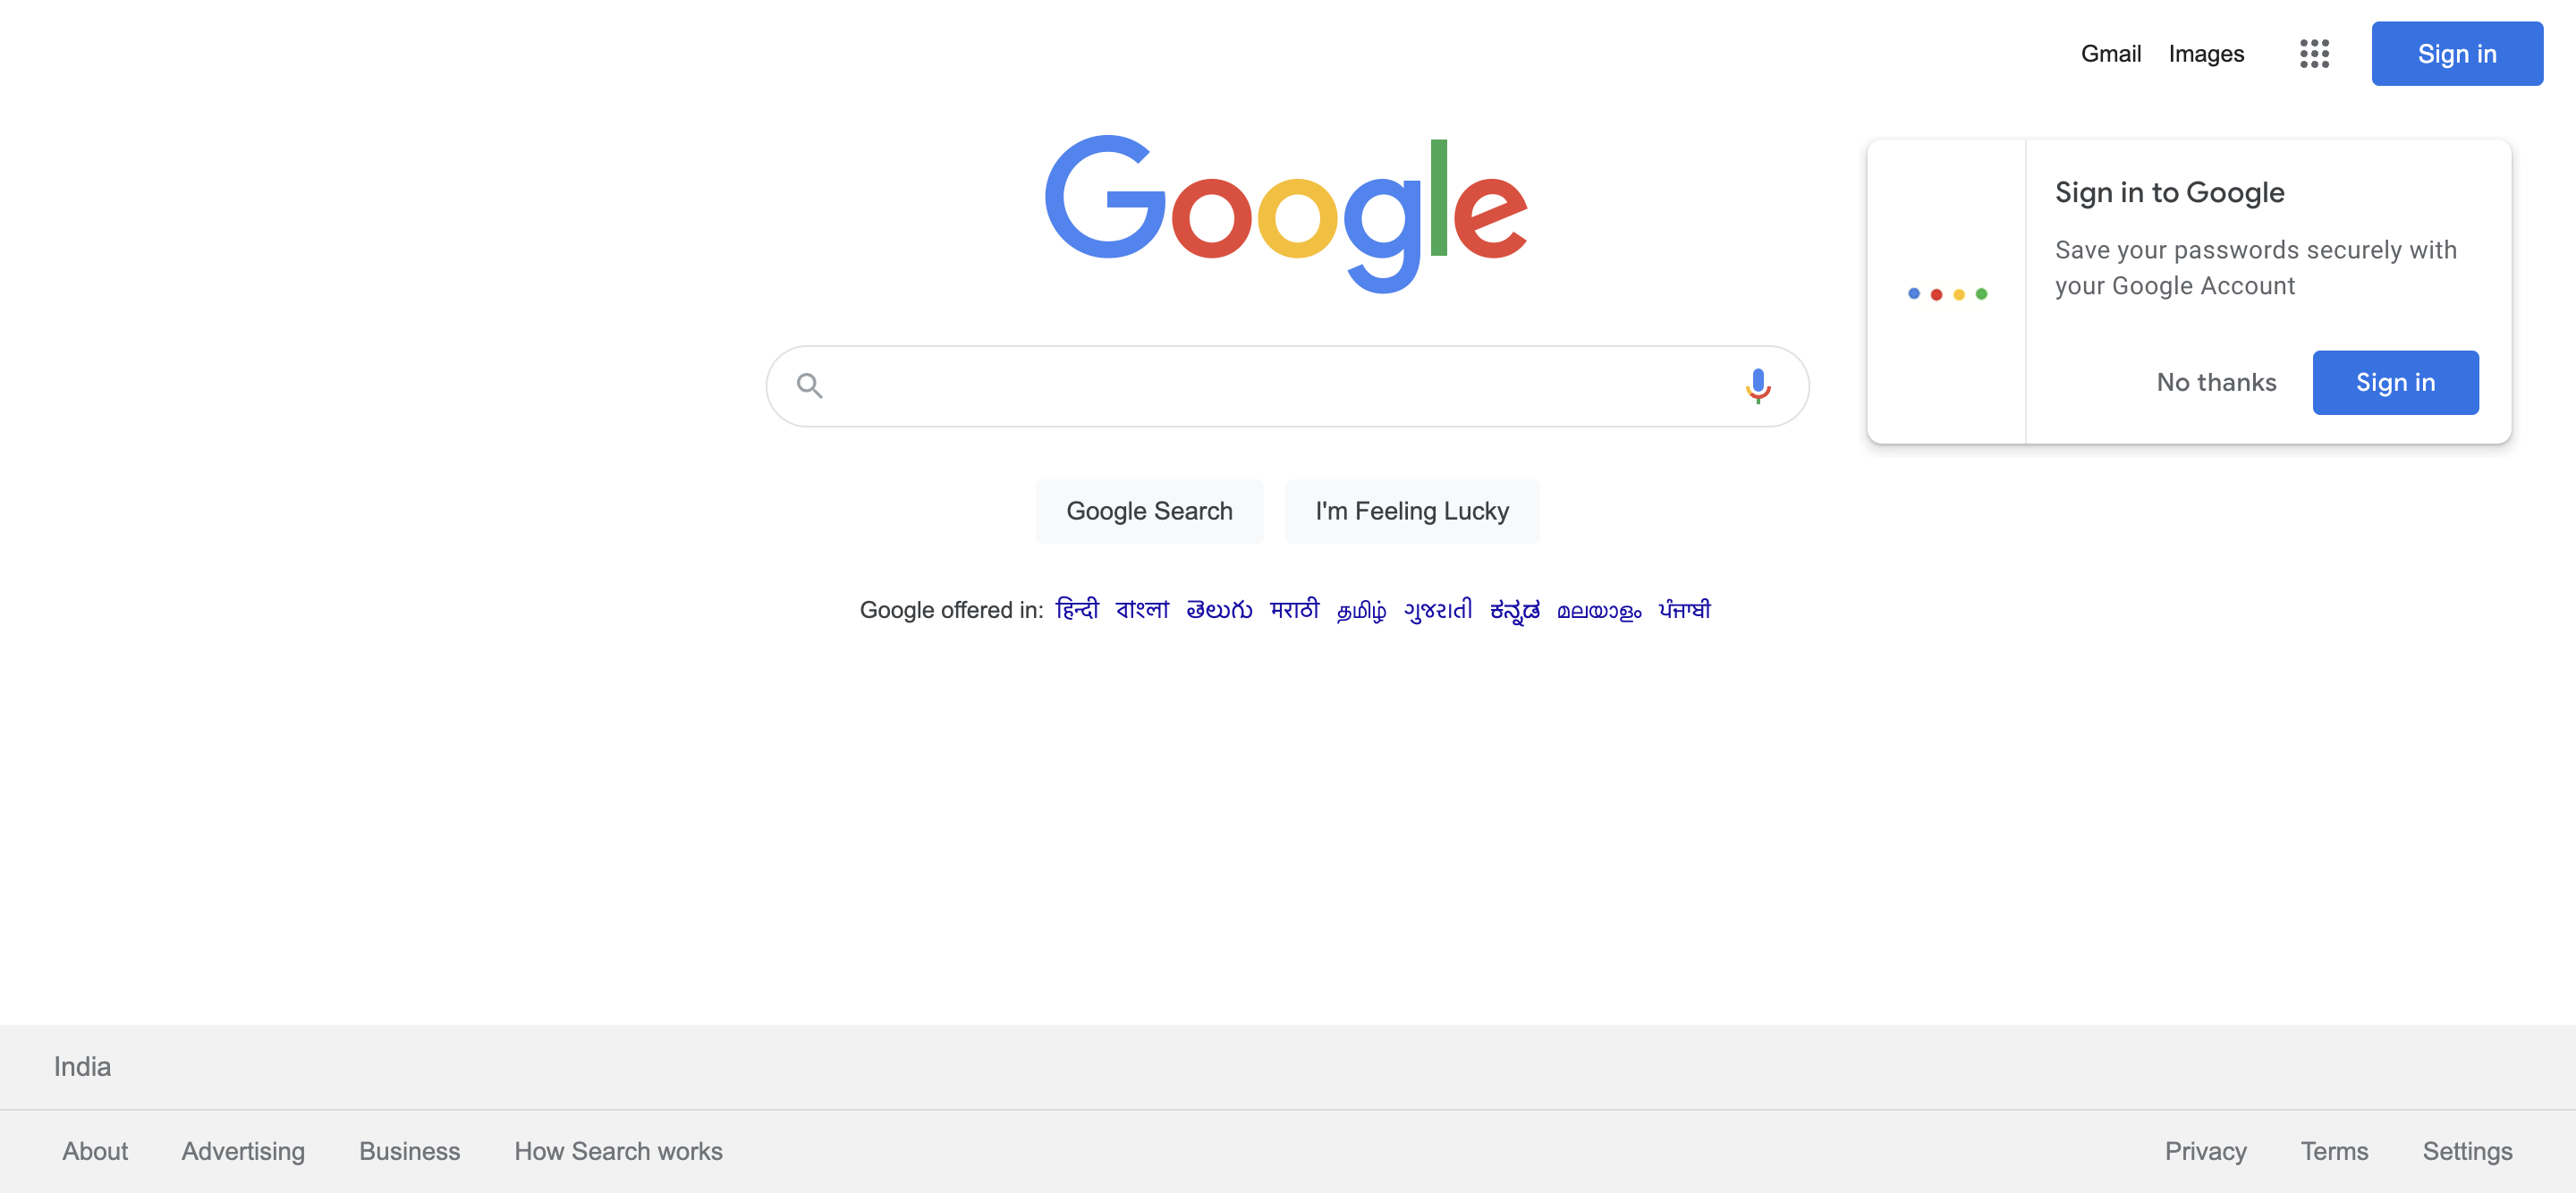 Gmail Images Sign in
Google
Sign in to Google
Save your passwords securely with
your Google Account
No thanks Sign in
Google Search I'm Feeling Lucky
Google offered in: हिन्दी বাংলা తెలుగు मराठी தமிழ் ગુજરાતી ಕನ್ನಡ മലയാളം ਪੰਜਾਬੀ
India
About Advertising Business How Search works Privacy Terms Settings